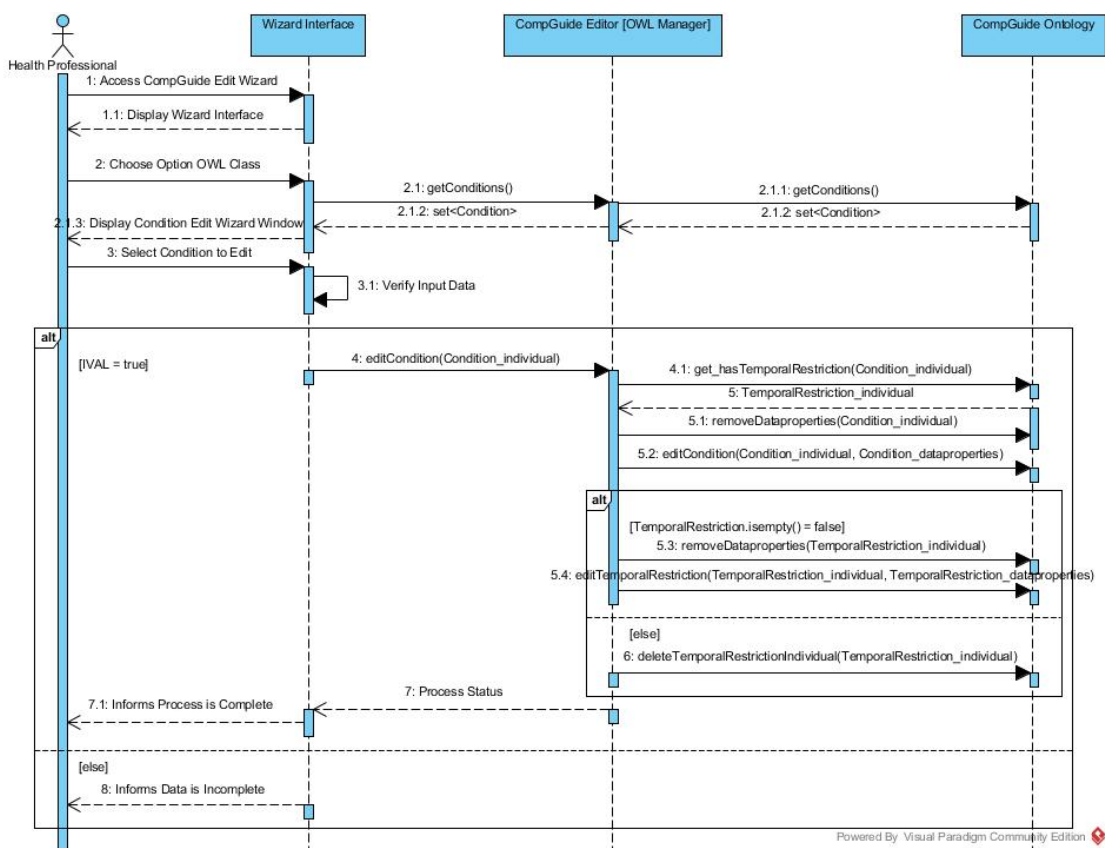 Wizard Interface
CompGuide Editor [OWL Manager]
CompGuide Ontology
Health Professional
1: Access CompGuide Edit Wizard
1.1: Display Wizard Interface
2: Choose Option OWL Class
2.1: getConditions()
2.1.1: getConditions()
2.1.2: set<Condition>
2.1.2: set<Condition>
2.1.3: Display Condition Edit Wizard Window
3: Select Condition to Edit
3.1: Verify Input Data
alt
[IVAL = true]
4: editCondition(Condition_individual)
4.1: get_hasTemporalRestriction(Condition_individual)
5: TemporalRestriction_individual
5.1: removeDataproperties(Condition_individual)
5.2: editCondition(Condition_individual, Condition_dataproperties)
alt
[TemporalRestriction.isempty() = false]
5.3: removeDataproperties(TemporalRestriction_individual)
5.4: editTemporalRestriction(TemporalRestriction_individual, TemporalRestriction_dataproperties)
[else]
6: deleteTemporalRestrictionIndividual(TemporalRestriction_individual)
7: Process Status
7.1: Informs Process is Complete
[else]
8: Informs Data is Incomplete
Powered By Visual Paradigm Community Edition